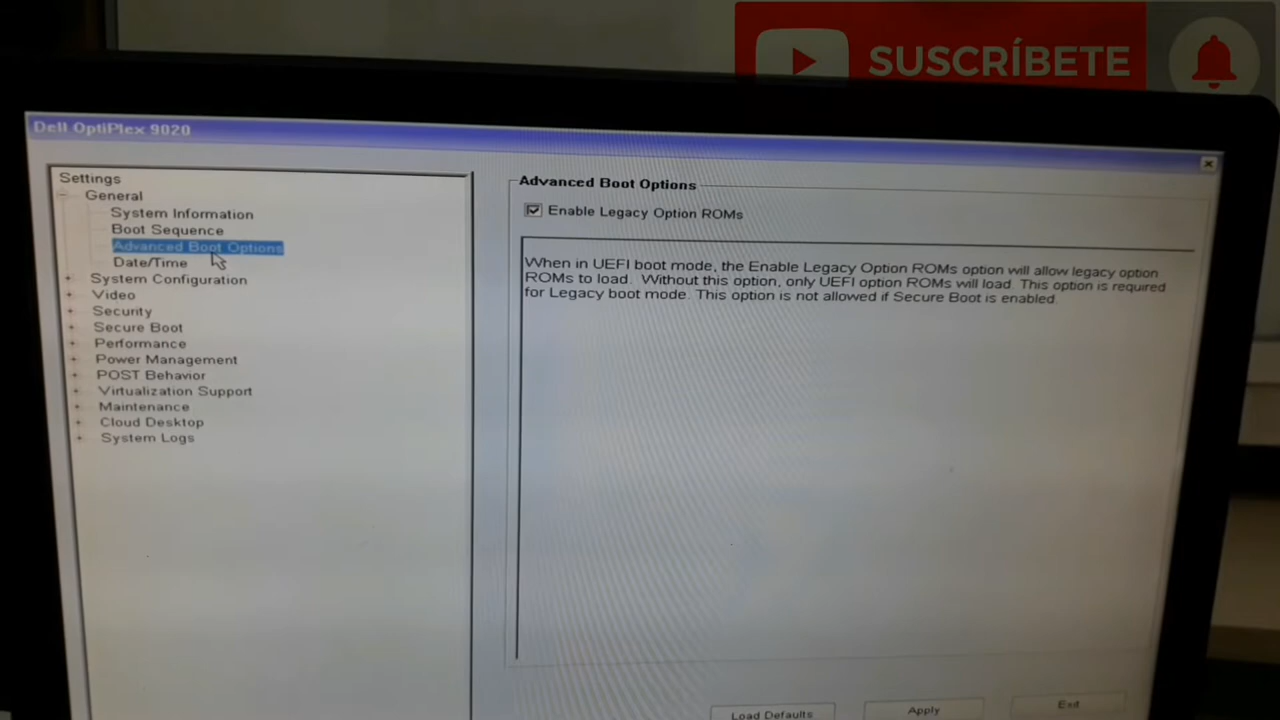 SUSCRÍBETE
Dell OptiPlex 9020
Settings
General
System Information
Boot Sequence
Advanced Boot Options
Date/Time
System Configuration
Video
Security
Secure Boot
Performance
Power Management
POST Behavior
Virtualization Support
Maintenance
Cloud Desktop
System Logs
Advanced Boot Options
Enable Legacy Option ROMs
When in UEFI boot mode, the Enable Legacy Option ROMs option will allow legacy option
ROMs to load. Without this option, only UEFI option ROMs will load. This option is required
for Legacy boot mode. This option is not allowed if Secure Boot is enabled.
Load Defaults
Apply
Exit